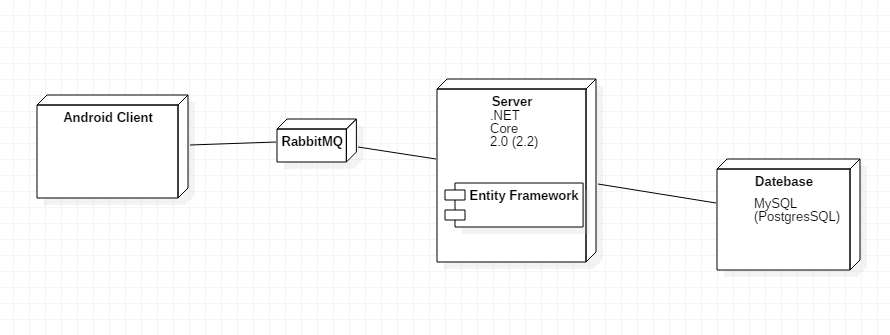 Android Client
RabbitMQ
Server
.NET
Core
2.0 (2.2)
Entity Framework
Datebase
MySQL
(PostgresSQL)